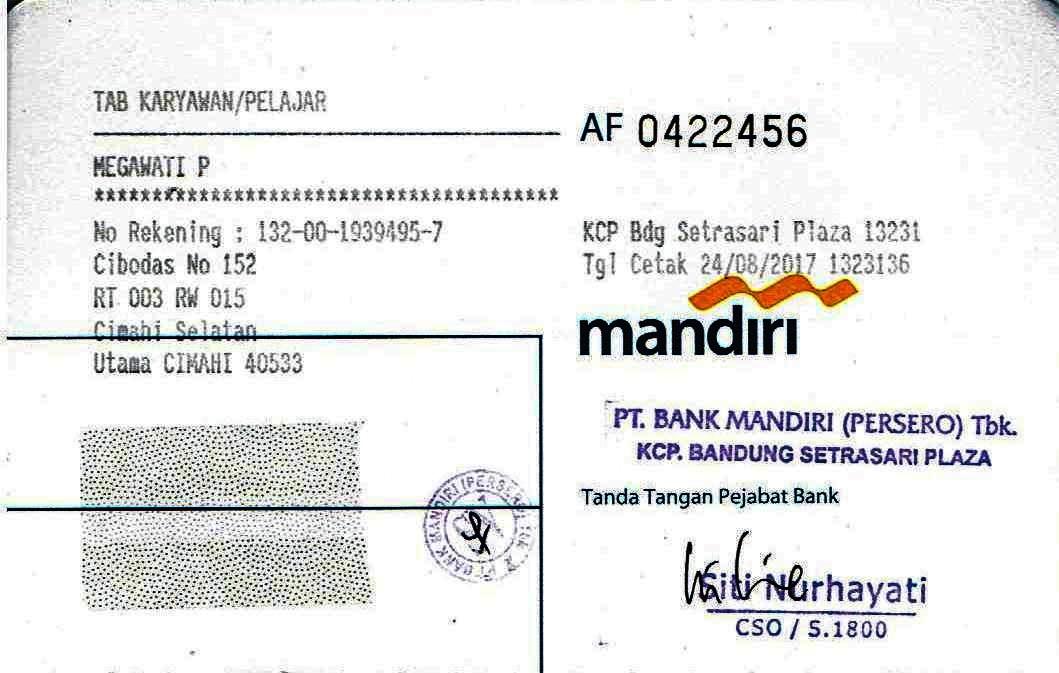 TAB KARYAWAN/PELAJAR
MEGAWATI P
******************************************
No Rekening : 132-00-1939495-7
Cibodas No 152
RT 003 RW 015
Cimahi Selatan
Utama CIMAHI 40533
AF 0422456
KCP Bdg Setrasari Plaza 13231
Tgl Cetak 24/08/2017 1323136
mandiri
PT. BANK MANDIRI (PERSERO) Tbk.
KCP. BANDUNG SETRASARI PLAZA
Tanda Tangan Pejabat Bank
Siti Nurhayati
CSO / S.1800
PT BANK MANDIRI (PERSERO) Tbk